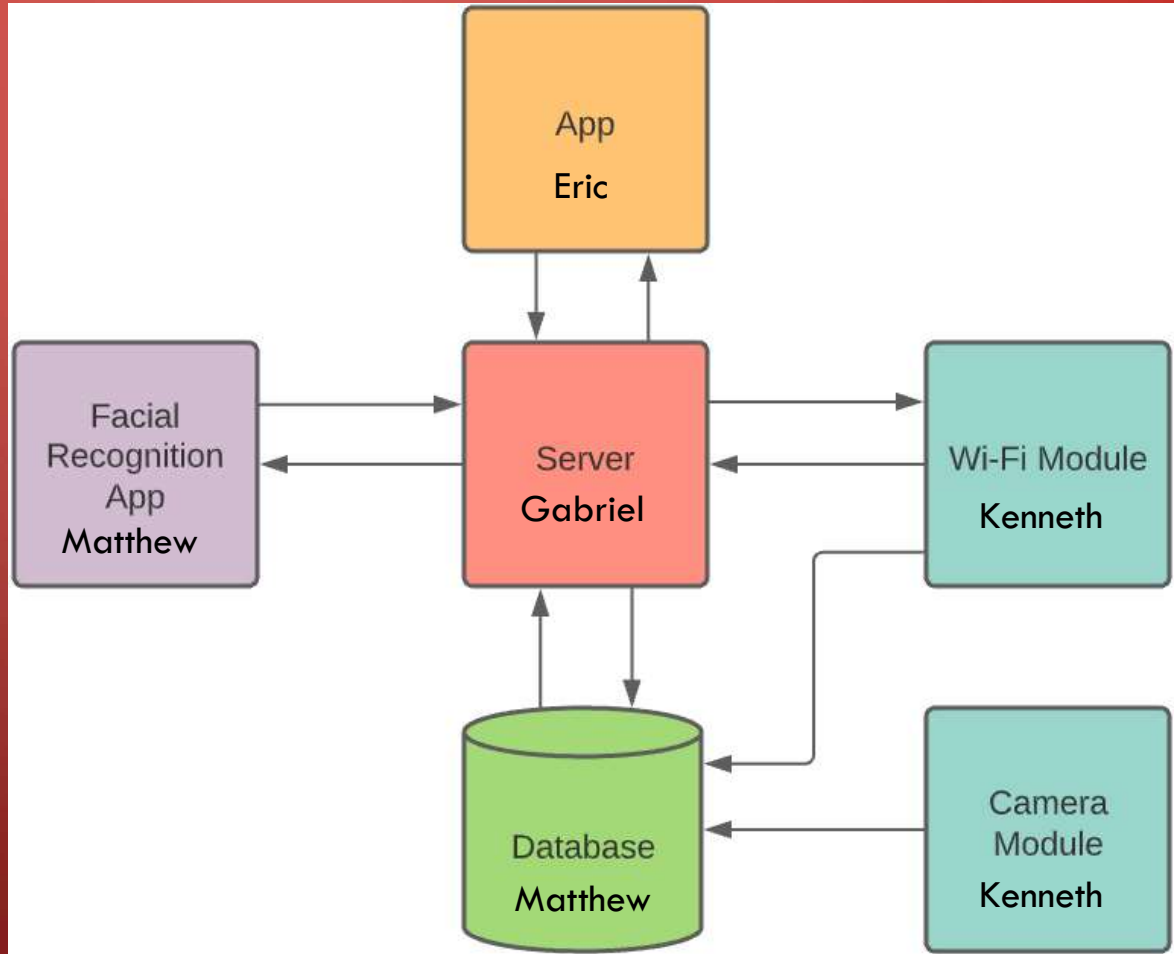 App
Eric
Facial
Recognition
App
Matthew
Server
Gabriel
Wi-Fi Module
Kenneth
Database
Matthew
Camera
Module
Kenneth